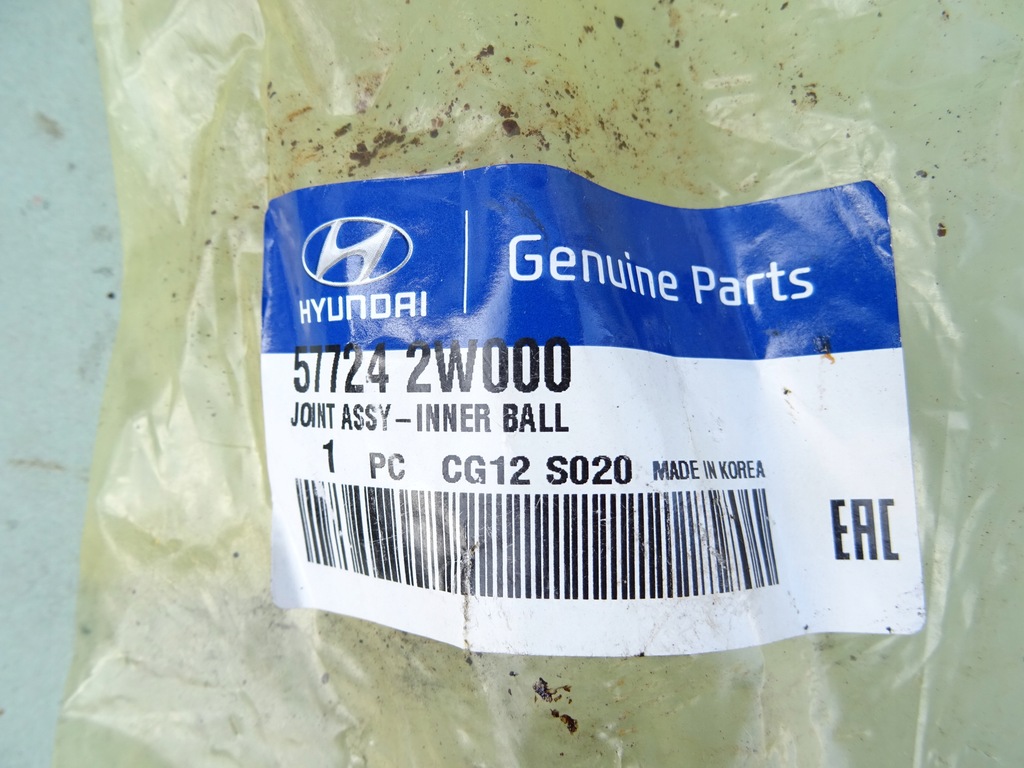 HYUNDAI
Genuine Parts
57724 2W000
JOINT ASSY-INNER BALL
1 PC CG12 S020 MADE IN KOREA
EAC